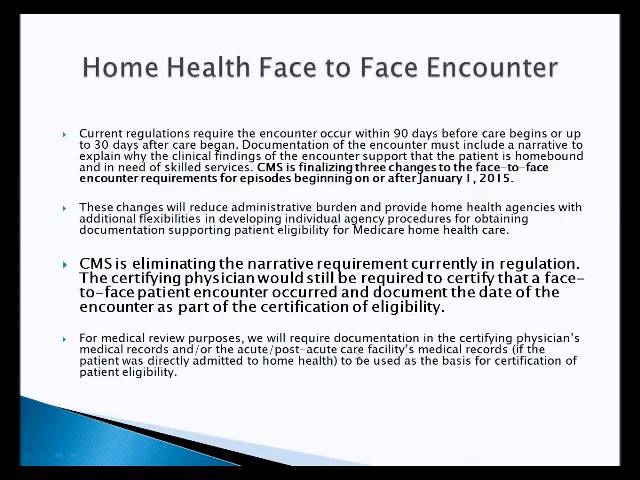 Home Health Face to Face Encounter
Current regulations require the encounter occur within 90 days before care begins or up
to 30 days after care began. Documentation of the encounter must include a narrative to
explain why the clinical findings of the encounter support that the patient is homebound
and in need of skilled services. CMS is finalizing three changes to the face-to-face
encounter requirements for episodes beginning on or after January 1, 2015.
These changes will reduce administrative burden and provide home health agencies with
additional flexibilities in developing individual agency procedures for obtaining
documentation supporting patient eligibility for Medicare home health care.
CMS is eliminating the narrative requirement currently in regulation.
The certifying physician would still be required to certify that a face-
to-face patient encounter occurred and document the date of the
encounter as part of the certification of eligibility.
For medical review purposes, we will require documentation in the certifying physician's
medical records and/or the acute/post-acute care facility's medical records (if the
patient was directly admitted to home health) to be used as the basis for certification of
patient eligibility.